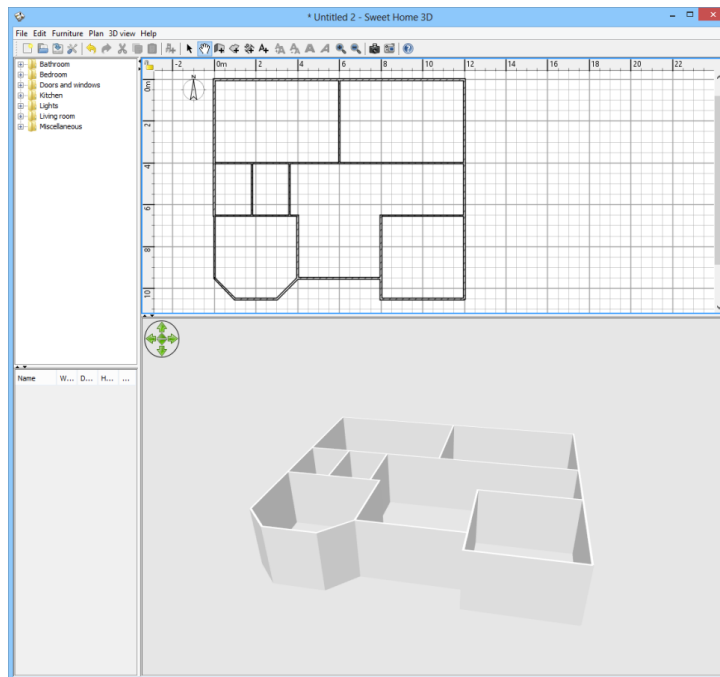 * Untitled 2 - Sweet Home 3D
File Edit Furniture Plan 3D view Help
Bathroom
Bedroom
Doors and windows
Kitchen
Lights
Living room
Miscellaneous
-2 0m 2 4 6 8 10 12 14 16 18 20 22
0m
2
4
6
8
10
N
Name W... D... H... ...